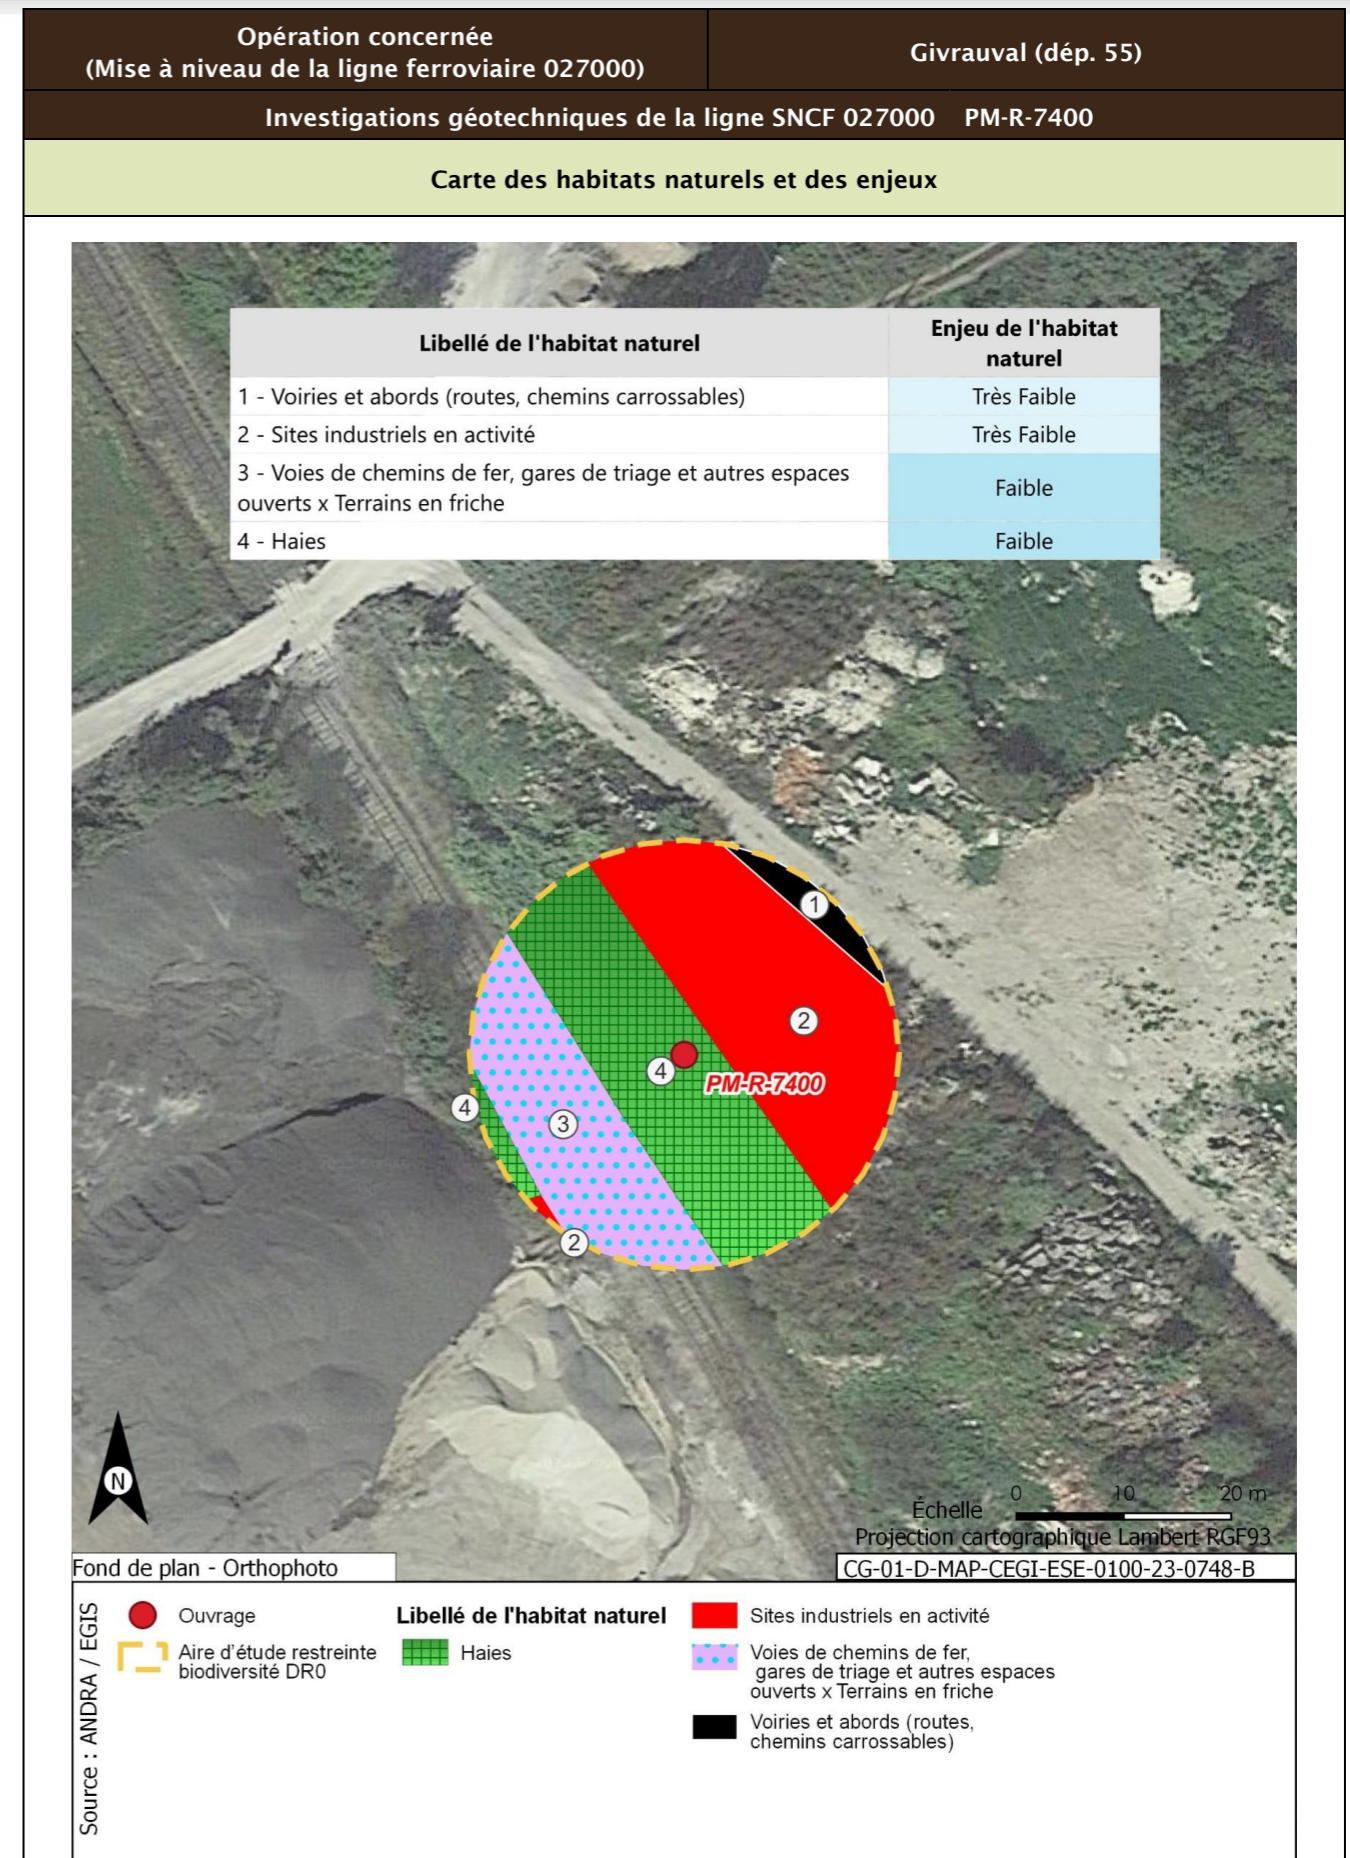 Opération concernée
(Mise à niveau de la ligne ferroviaire 027000)
Givrauval (dép. 55)
Investigations géotechniques de la ligne SNCF 027000 PM-R-7400
Carte des habitats naturels et des enjeux
Libellé de l'habitat naturel
Enjeu de l'habitat
naturel
1 - Voiries et abords (routes, chemins carrossables)
Très Faible
2 - Sites industriels en activité
Très Faible
3 - Voies de chemins de fer, gares de triage et autres espaces
ouverts x Terrains en friche
Faible
4 - Haies
Faible
1
2
4
PM-R-7400
4
3
2
N
Échelle
0 10 20 m
Projection cartographique Lambert RGF93
Fond de plan - Orthophoto
CG-01-D-MAP-CEGI-ESE-0100-23-0748-B
Source : ANDRA / EGIS
Ouvrage
Aire d'étude restreinte
biodiversité DR0
Libellé de l'habitat naturel
Haies
Sites industriels en activité
Voies de chemins de fer,
gares de triage et autres espaces
ouverts x Terrains en friche
Voiries et abords (routes,
chemins carrossables)